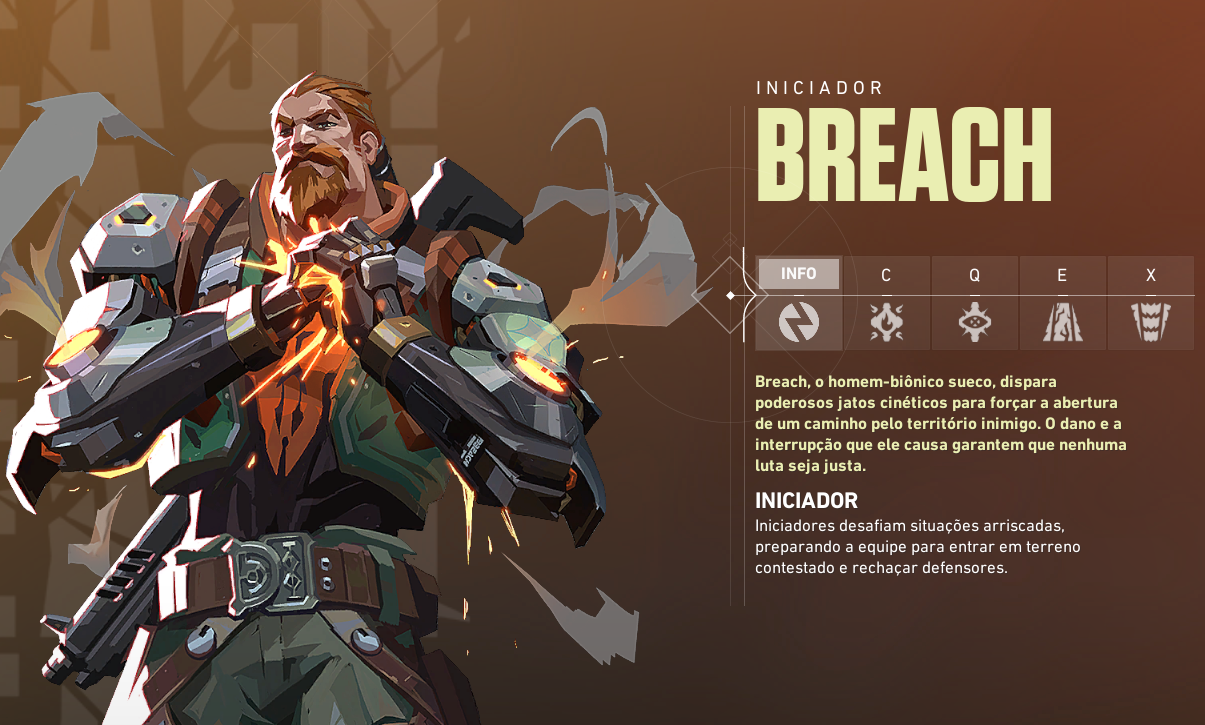 INICIADOR
BREACH
INFO C Q E X
Breach, o homem-biônico sueco, dispara
poderosos jatos cinéticos para forçar a abertura
de um caminho pelo território inimigo. O dano e a
interrupção que ele causa garantem que nenhuma
luta seja justa.
INICIADOR
Iniciadores desafiam situações arriscadas,
preparando a equipe para entrar em terreno
contestado e rechaçar defensores.